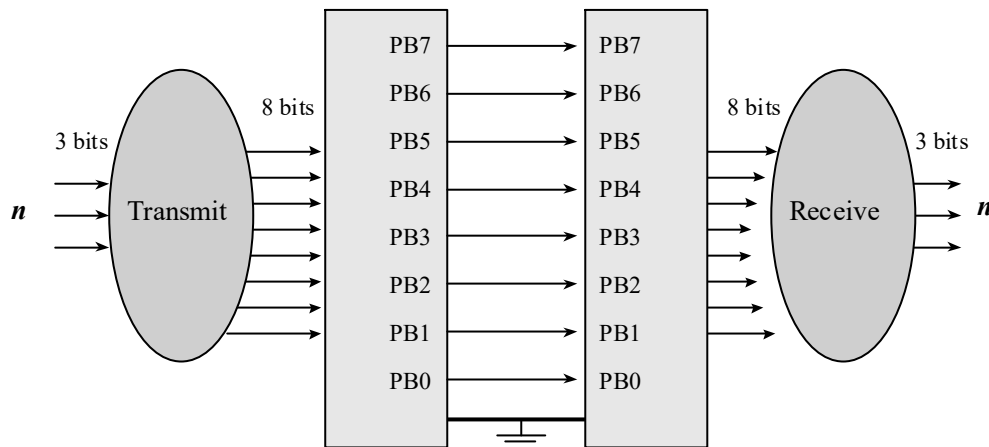 3 bits
n
Transmit
8 bits
PB7
PB6
PB5
PB4
PB3
PB2
PB1
PB0
PB7
PB6
PB5
PB4
PB3
PB2
PB1
PB0
8 bits
Receive
3 bits
n